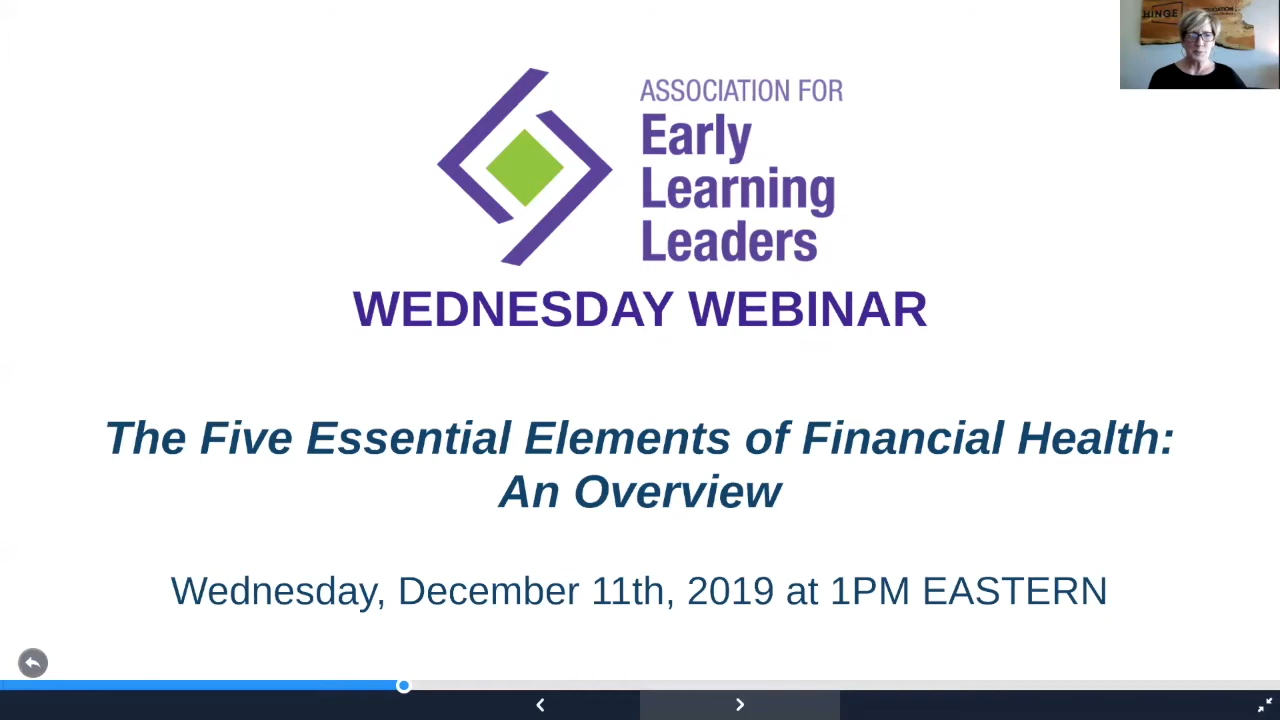 HINGE
ASSOCIATION FOR
Early
Learning
Leaders
WEDNESDAY WEBINAR
The Five Essential Elements of Financial Health:
An Overview
Wednesday, December 11th, 2019 at 1PM EASTERN